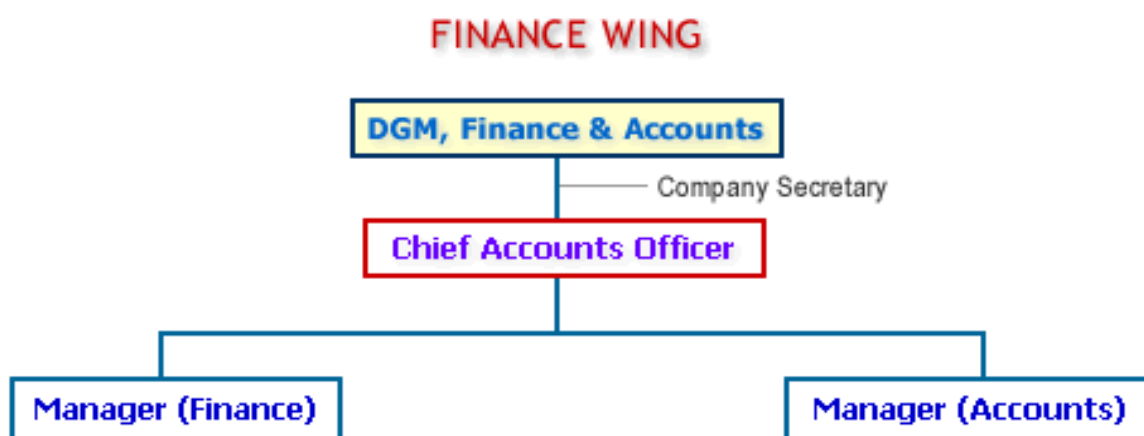 FINANCE WING
DGM, Finance & Accounts
Company Secretary
Chief Accounts Officer
Manager (Finance)
Manager (Accounts)